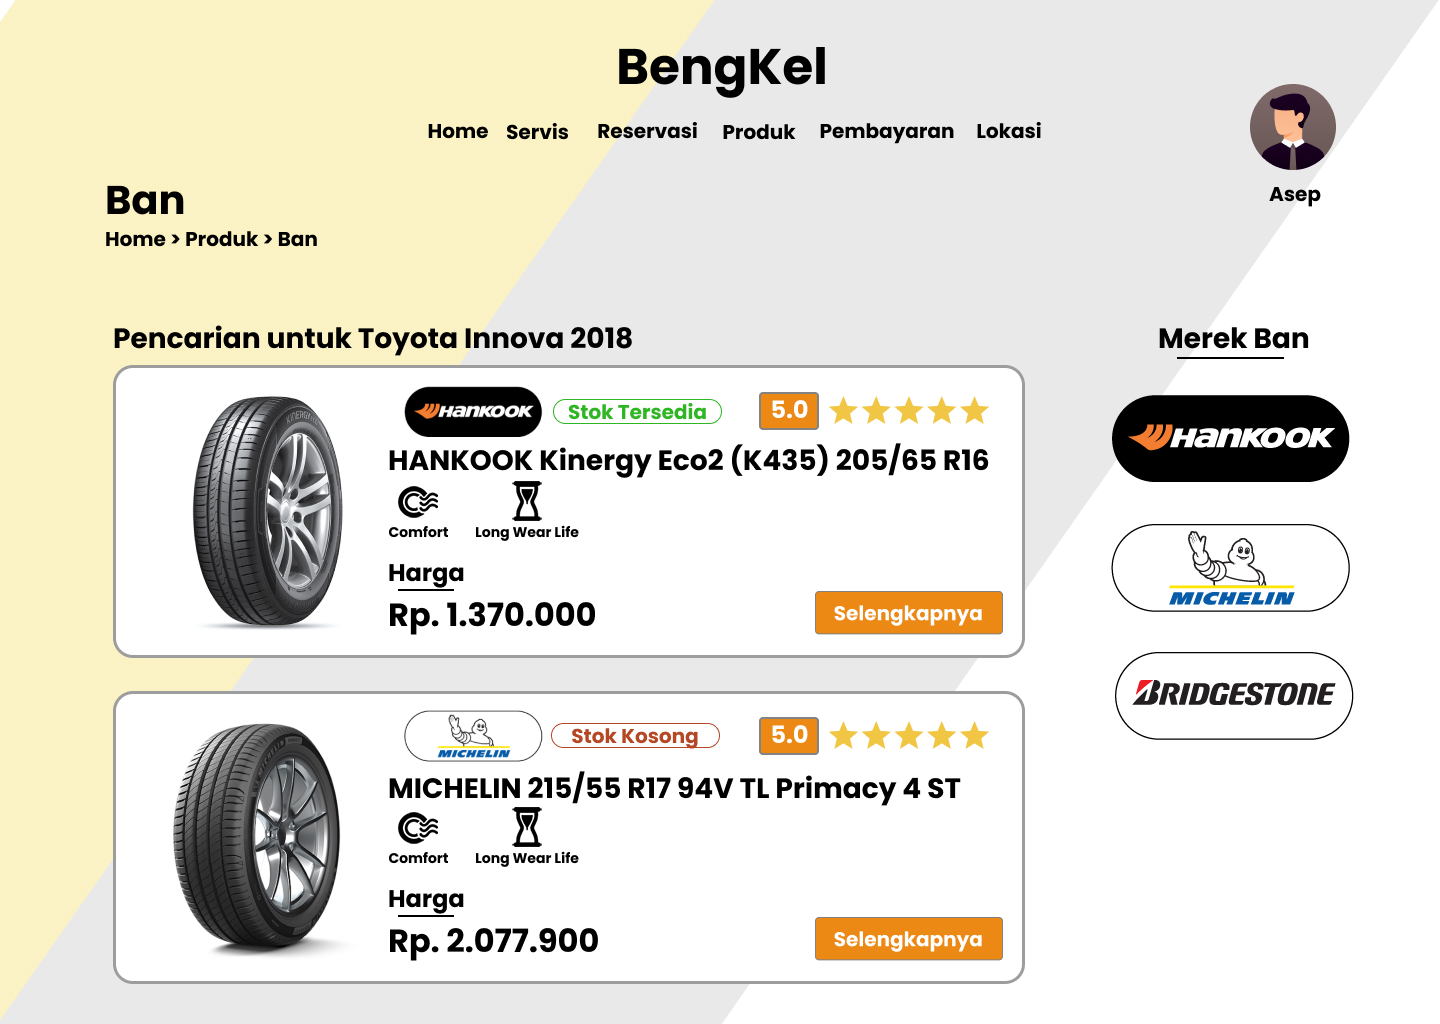 BengKel
Home Servis Reservasi Produk Pembayaran Lokasi
Asep
Ban
Home > Produk > Ban
Pencarian untuk Toyota Innova 2018
HANKOOK Stok Tersedia 5.0
HANKOOK Kinergy Eco2 (K435) 205/65 R16
Comfort Long Wear Life
Harga
Rp. 1.370.000
Selengkapnya
MICHELIN Stok Kosong 5.0
MICHELIN 215/55 R17 94V TL Primacy 4 ST
Comfort Long Wear Life
Harga
Rp. 2.077.900
Selengkapnya
Merek Ban
HANKOOK
MICHELIN
BRIDGESTONE